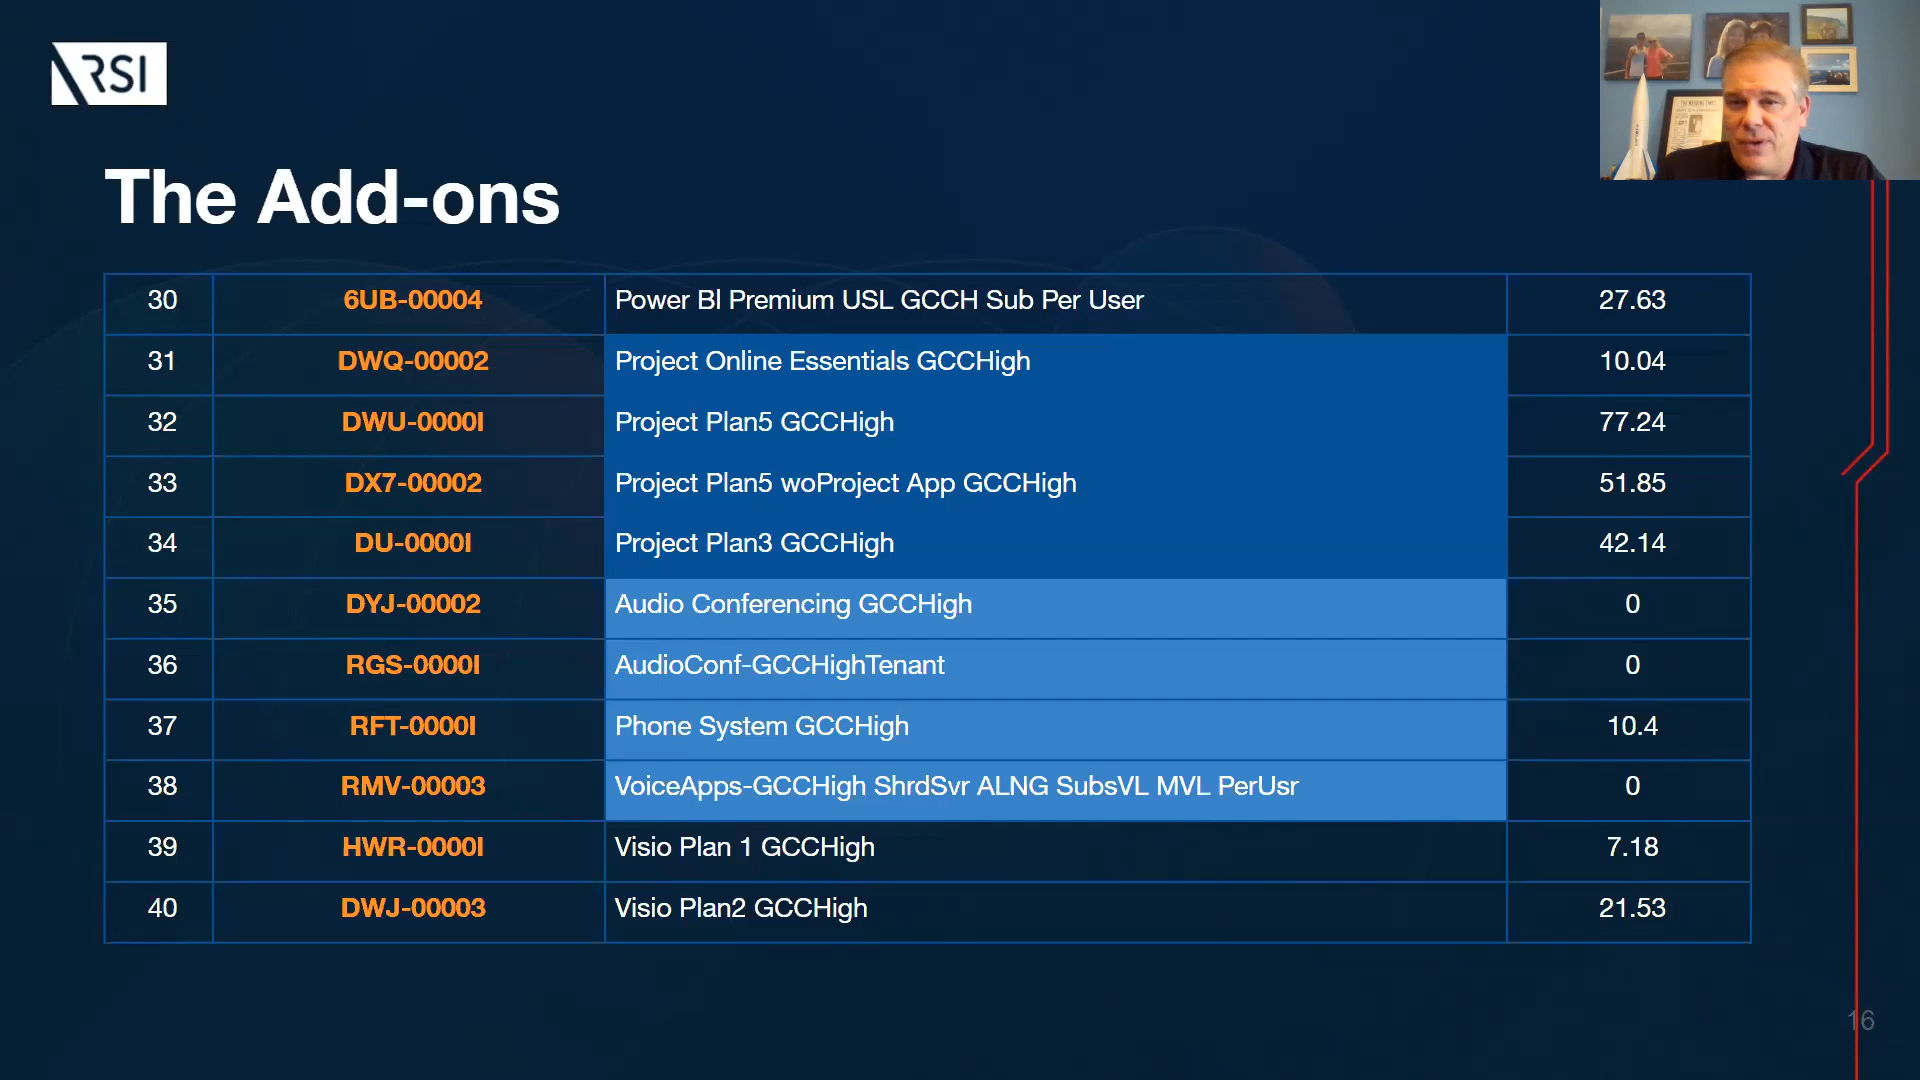 RSI
The Add-ons
30 6UB-00004 Power Bl Premium USL GCCH Sub Per User 27.63
31 DWQ-00002 Project Online Essentials GCCHigh 10.04
32 DWU-0000I Project Plan5 GCCHigh 77.24
33 DX7-00002 Project Plan5 woProject App GCCHigh 51.85
34 DU-0000I Project Plan3 GCCHigh 42.14
35 DYJ-00002 Audio Conferencing GCCHigh 0
36 RGS-0000I AudioConf-GCCHighTenant 0
37 RFT-0000I Phone System GCCHigh 10.4
38 RMV-00003 VoiceApps-GCCHigh ShrdSvr ALNG SubsVL MVL PerUsr 0
39 HWR-0000I Visio Plan 1 GCCHigh 7.18
40 DWJ-00003 Visio Plan2 GCCHigh 21.53
16